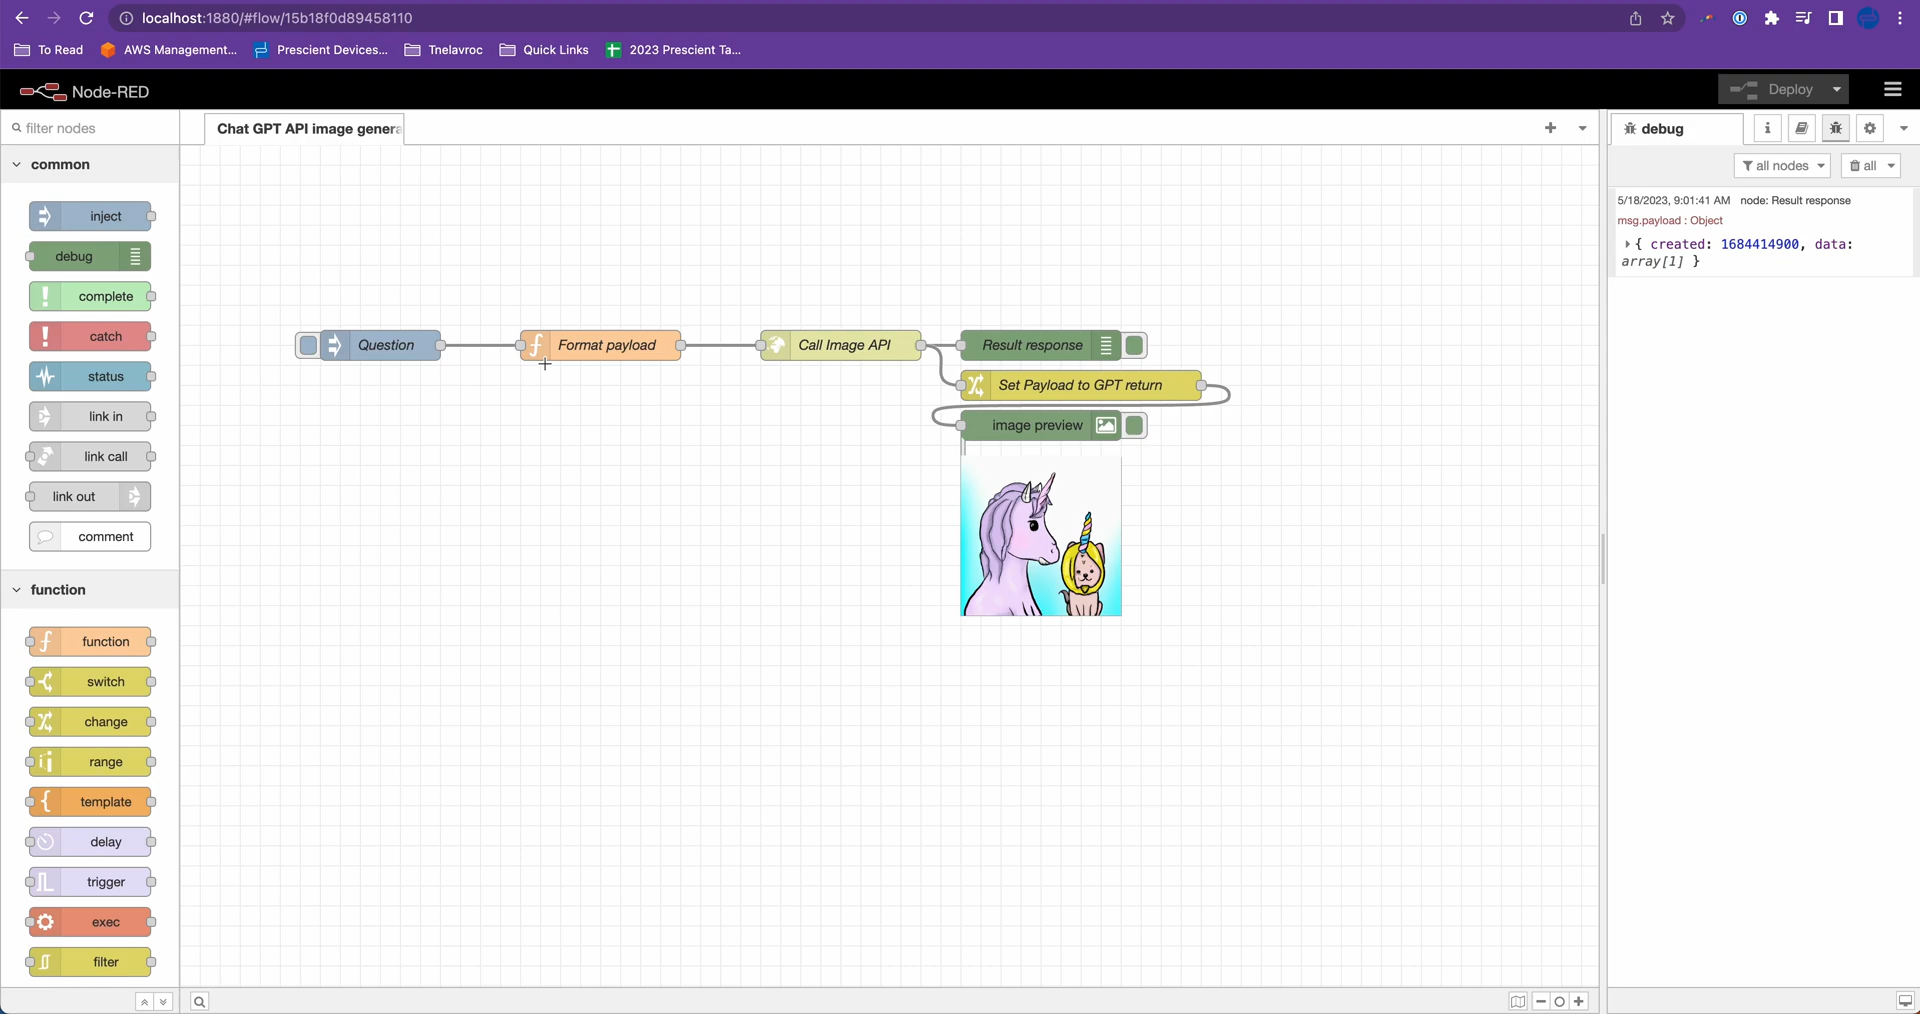 localhost:1880/#flow/15b18f0d89458110
To Read
AWS Management...
Prescient Devices...
Tnelavroc
Quick Links
2023 Prescient Ta...
Node-RED
Deploy
filter nodes
Chat GPT API image genera
debug
common
all nodes
all
inject
debug
complete
catch
status
link in
link call
link out
comment
function
function
switch
change
range
template
delay
trigger
exec
filter
Question
Format payload
Call Image API
Result response
Set Payload to GPT return
image preview
5/18/2023, 9:01:41 AM node: Result response
msg.payload : Object
{ created: 1684414900, data:
array[1] }